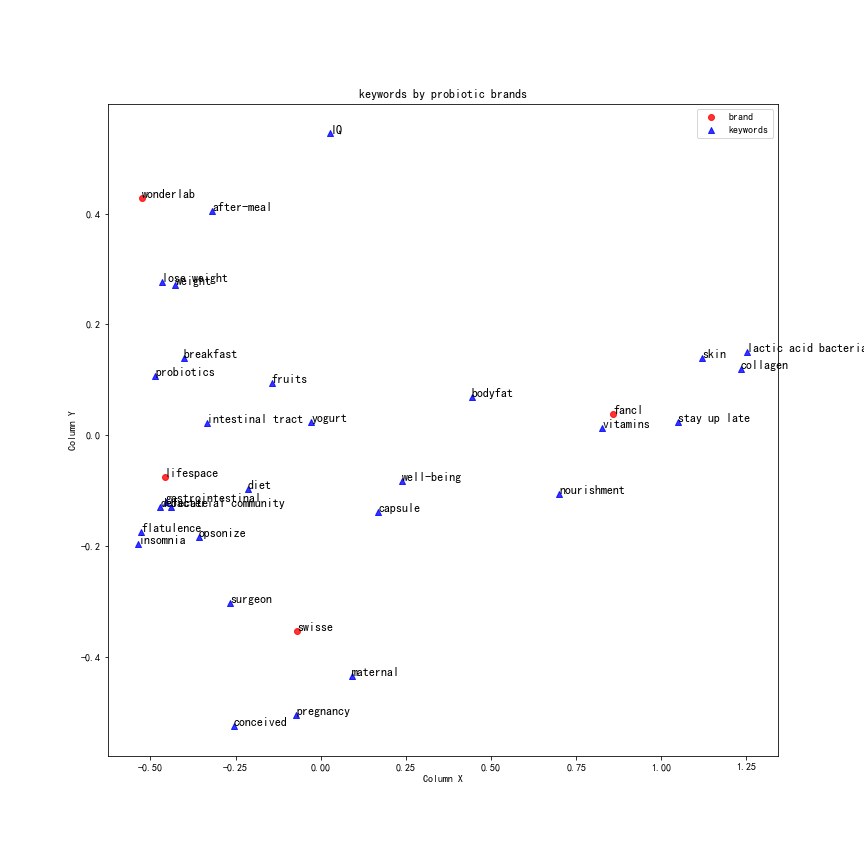 keywords by probiotic brands
brand
keywords
IQ
wonderlab
after-meal
lose weight
weight
breakfast
probiotics
fruits
intestinal tract
yogurt
bodyfat
skin
lactic acid bacteria
collagen
fancl
vitamins
stay up late
lifespace
diet
gastrointestinal
bacterial community
well-being
nourishment
capsule
flatulence
opsonize
insomnia
surgeon
swisse
maternal
pregnancy
conceived
0.4
0.2
0.0
−0.2
−0.4
Column Y
−0.50
−0.25
0.00
0.25
0.50
0.75
1.00
1.25
Column X